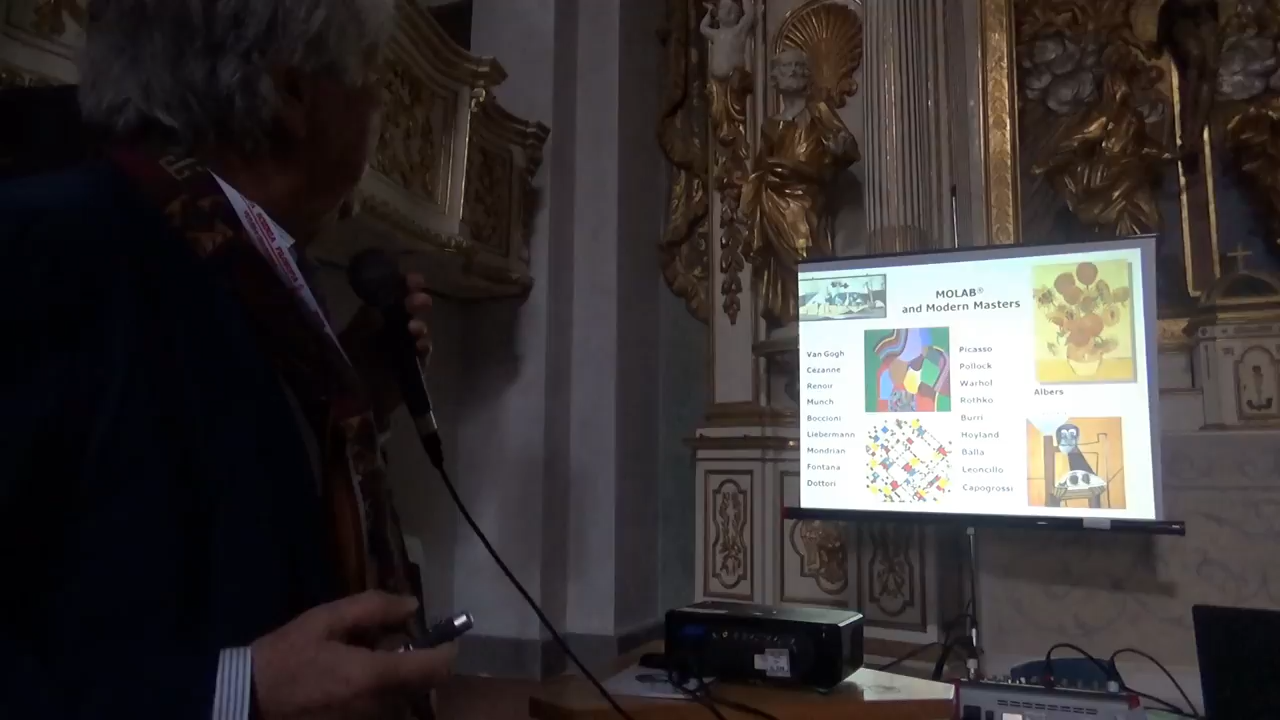 MOLAB®
and Modern Masters
Van Gogh
Cézanne
Renoir
Munch
Boccioni
Liebermann
Mondrian
Fontana
Dottori
Picasso
Pollock
Warhol
Rothko
Burri
Hoyland
Balla
Leoncillo
Capogrossi
Albers